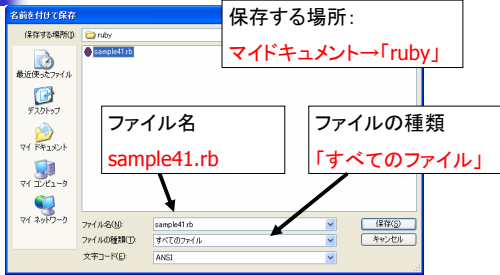 名前を付けて保存
保存する場所:
マイドキュメント→「ruby」
保存する場所(I):
ruby
sample41.rb
最近使ったファイル
デスクトップ
マイ ドキュメント
マイ コンピュータ
マイ ネットワーク
ファイル名
sample41.rb
ファイルの種類
「すべてのファイル」
ファイル名(N):
sample41.rb
保存(S)
ファイルの種類(T):
すべてのファイル
キャンセル
文字コード(E):
ANSI